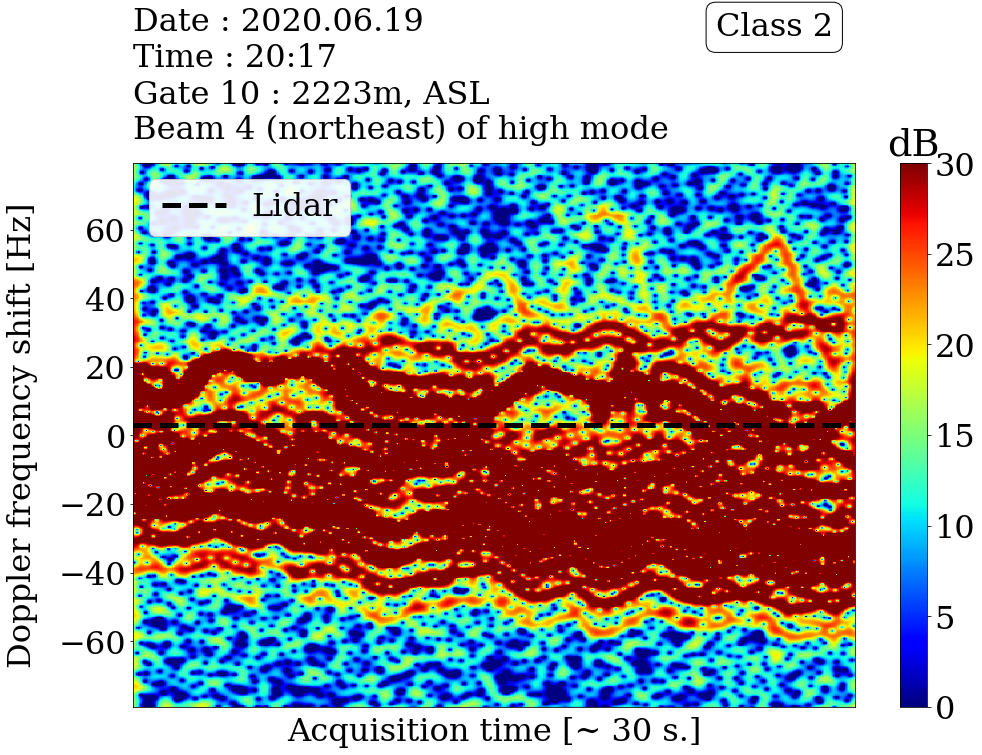 Date : 2020.06.19
Class 2
Time : 20:17
Gate 10 : 2223m, ASL
Beam 4 (northeast) of high mode
dB
Lidar
60
40
20
0
−20
−40
−60
Doppler frequency shift [Hz]
30
25
20
15
10
5
0
Acquisition time [~ 30 s.]